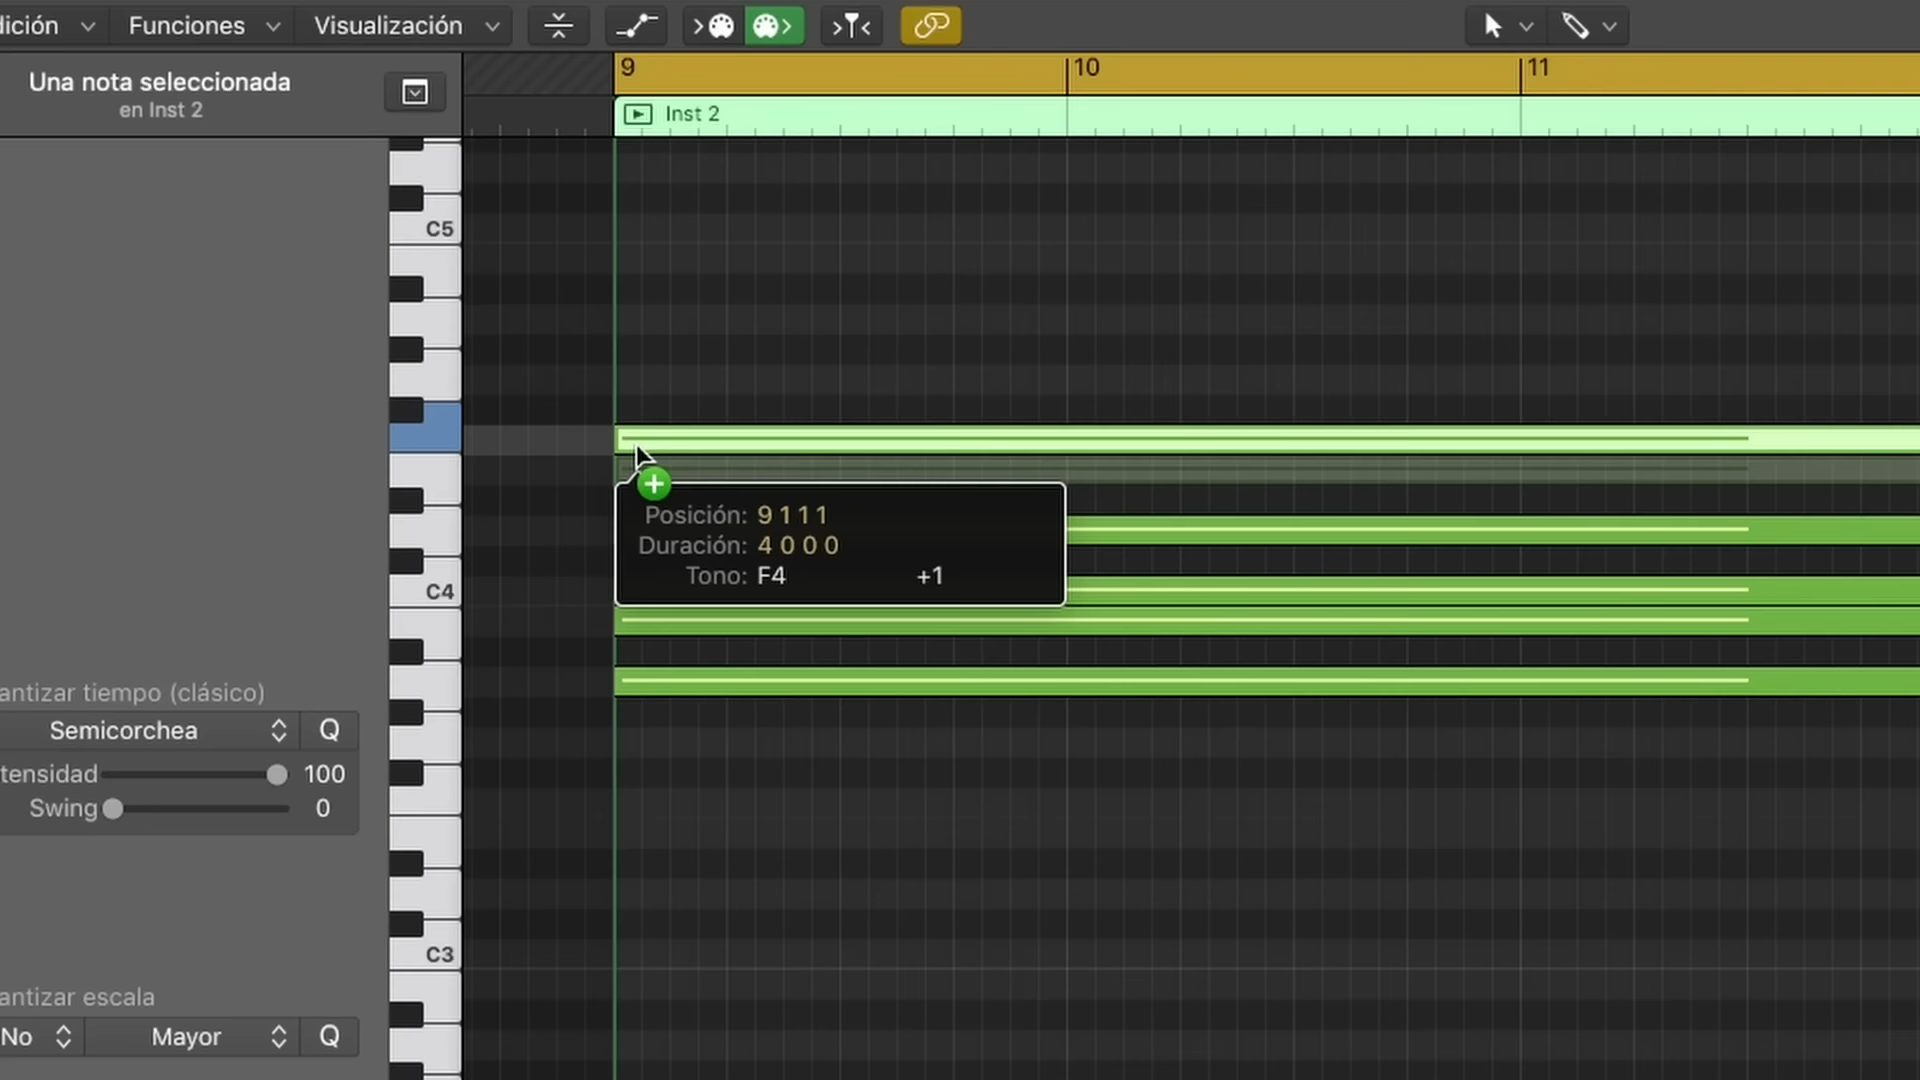 dición Funciones Visualización
Una nota seleccionada
en Inst 2
9 10 11
Inst 2
C5
C4
C3
Posición: 9 1 1 1
Duración: 4 0 0 0
Tono: F4 +1
antizar tiempo (clásico)
Semicorchea Q
tensidad 100
Swing 0
antizar escala
No Mayor Q